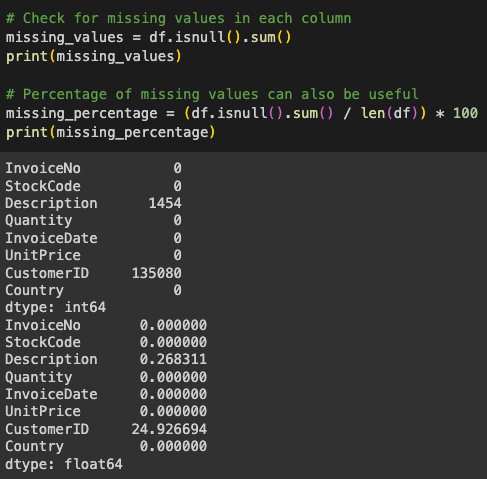 # Check for missing values in each column
missing_values = df.isnull().sum()
print(missing_values)

# Percentage of missing values can also be useful
missing_percentage = (df.isnull().sum() / len(df)) * 100
print(missing_percentage)

InvoiceNo           0
StockCode           0
Description      1454
Quantity            0
InvoiceDate         0
UnitPrice           0
CustomerID     135080
Country             0
dtype: int64
InvoiceNo       0.000000
StockCode       0.000000
Description     0.268311
Quantity        0.000000
InvoiceDate     0.000000
UnitPrice       0.000000
CustomerID     24.926694
Country         0.000000
dtype: float64